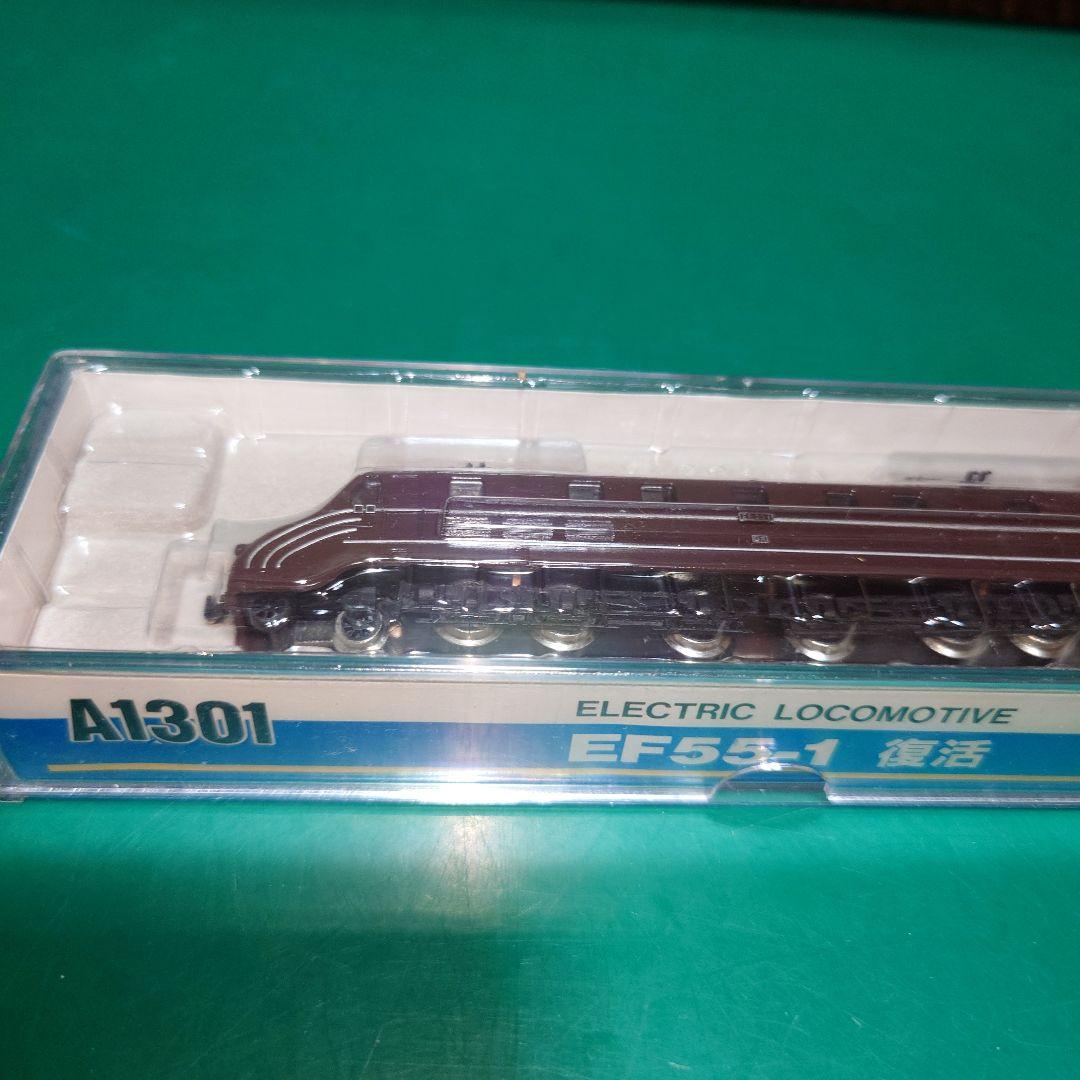 A1301
ELECTRIC LOCOMOTIVE
EF55-1 復活